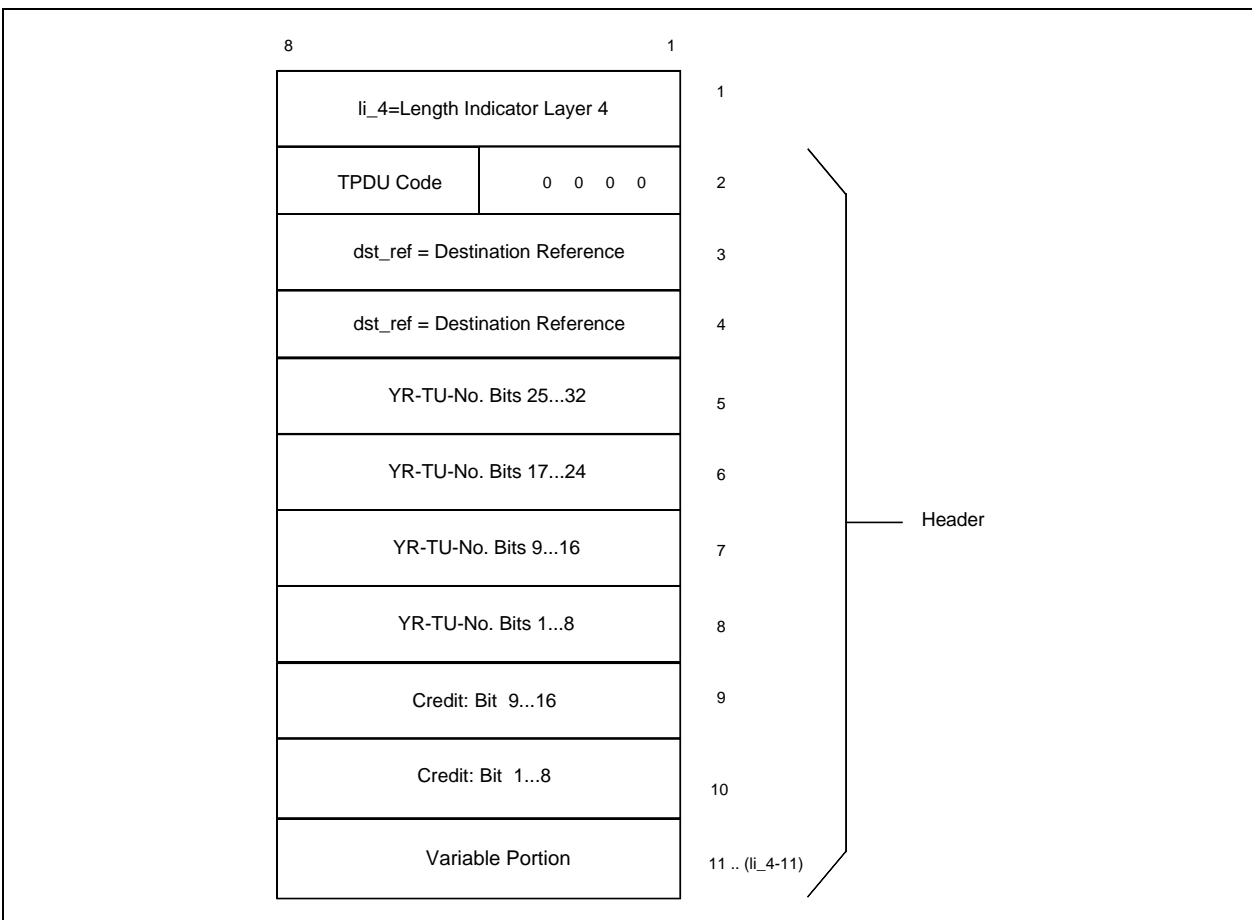 8 1
li_4=Length Indicator Layer 4 1
TPDU Code 0 0 0 0 2
dst_ref = Destination Reference 3
dst_ref = Destination Reference 4
YR-TU-No. Bits 25...32 5
YR-TU-No. Bits 17...24 6
Header
YR-TU-No. Bits 9...16 7
YR-TU-No. Bits 1...8 8
Credit: Bit 9...16 9
Credit: Bit 1...8 10
Variable Portion 11 .. (li_4-11)